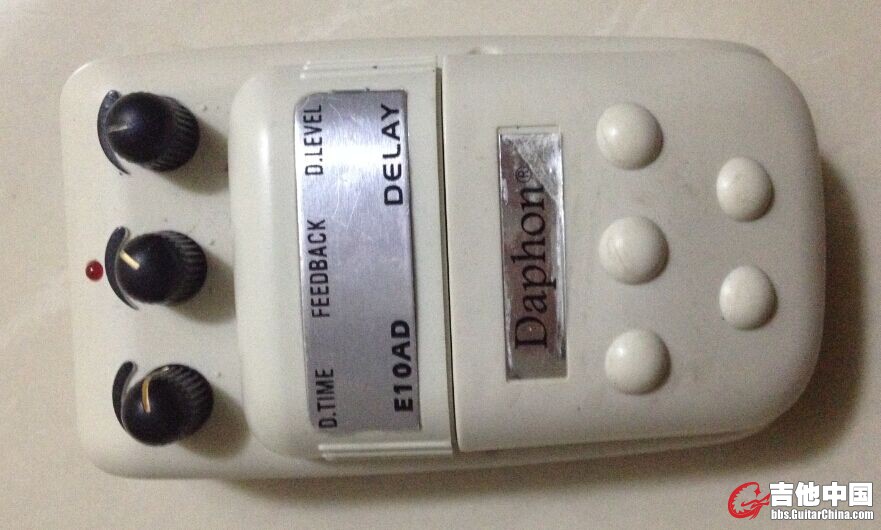 D.TIME FEEDBACK D.LEVEL
E10AD DELAY
Daphon®
吉他中国
bbs.GuitarChina.com